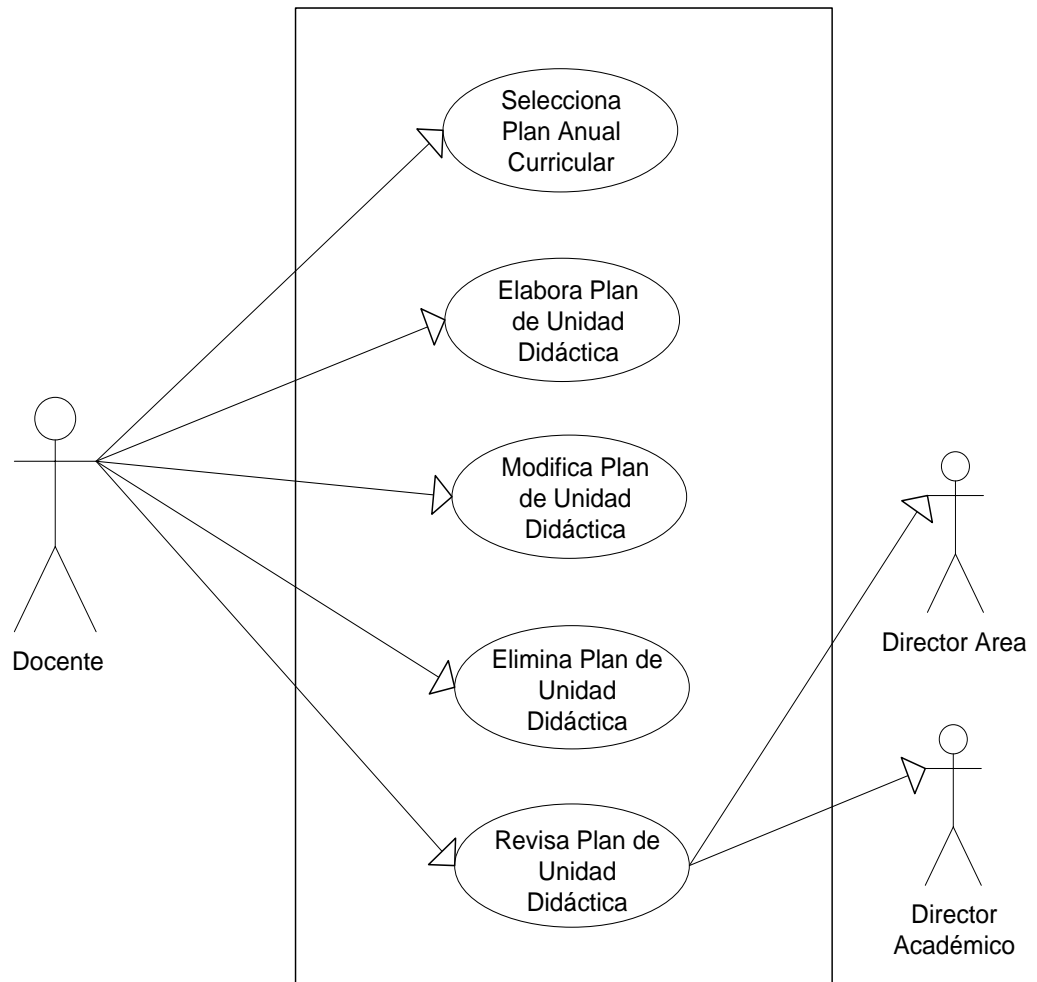 Selecciona
Plan Anual
Curricular
Elabora Plan
de Unidad
Didáctica
Modifica Plan
de Unidad
Didáctica
Elimina Plan de
Unidad
Didáctica
Revisa Plan de
Unidad
Didáctica
Docente
Director Area
Director
Académico